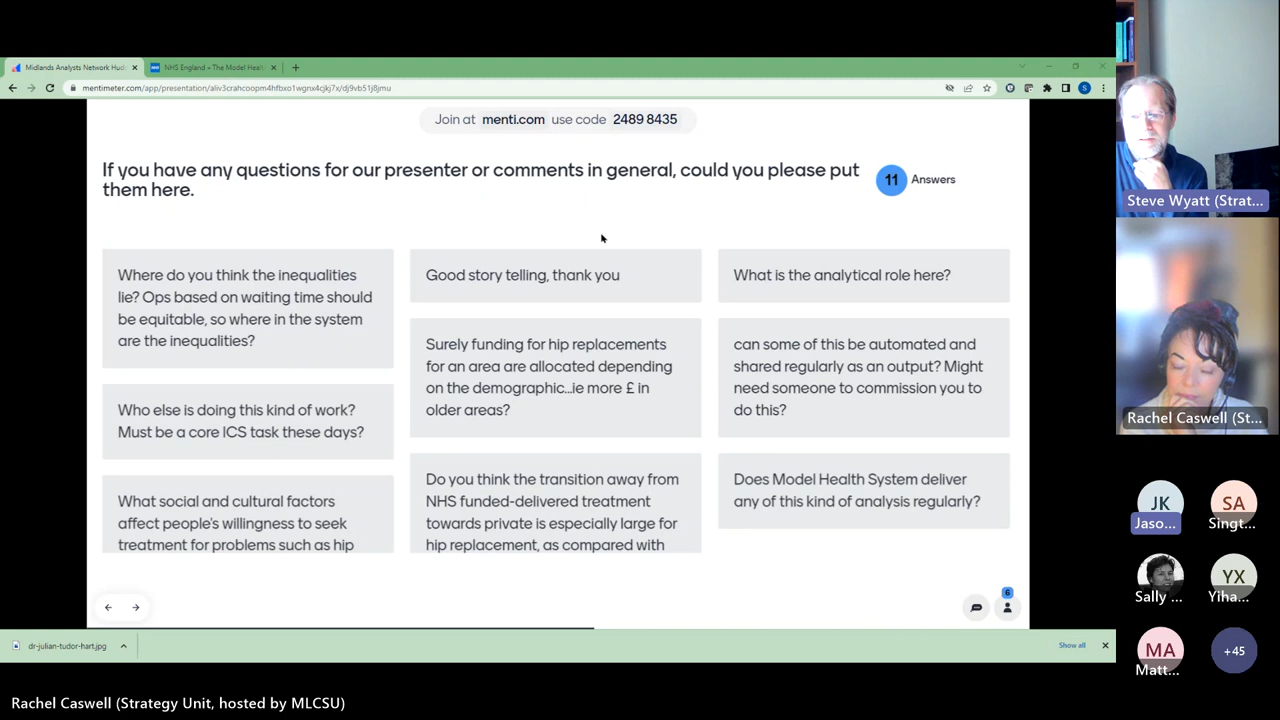 Midlands Analysts Network Hudd
NHS England » The Model Healt
mentimeter.com/app/presentation/aliv3crahcoopm4hfbxo1wgnx4cjkj7x/dj9vb51j8jmu
Join at menti.com use code 2489 8435
If you have any questions for our presenter or comments in general, could you please put
them here.
11 Answers
Where do you think the inequalities
lie? Ops based on waiting time should
be equitable, so where in the system
are the inequalities?
Who else is doing this kind of work?
Must be a core ICS task these days?
What social and cultural factors
affect people's willingness to seek
treatment for problems such as hip
Good story telling, thank you
Surely funding for hip replacements
for an area are allocated depending
on the demographic...ie more £ in
older areas?
Do you think the transition away from
NHS funded-delivered treatment
towards private is especially large for
hip replacement, as compared with
What is the analytical role here?
can some of this be automated and
shared regularly as an output? Might
need someone to commission you to
do this?
Does Model Health System deliver
any of this kind of analysis regularly?
6
dr-julian-tudor-hart.jpg
Show all
Steve Wyatt (Strat...
Rachel Caswell (St...
JK
Jaso...
SA
Singt...
Sally ...
YX
Yiha...
MA
Matt...
+45
Rachel Caswell (Strategy Unit, hosted by MLCSU)